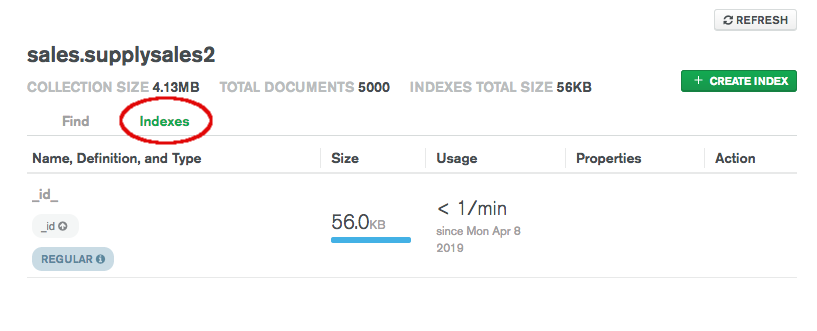 REFRESH
sales.supplysales2
COLLECTION SIZE 4.13MB TOTAL DOCUMENTS 5000 INDEXES TOTAL SIZE 56KB
+ CREATE INDEX
Find Indexes
Name, Definition, and Type Size Usage Properties Action
_id_
_id
56.0KB
< 1/min
since Mon Apr 8
2019
REGULAR